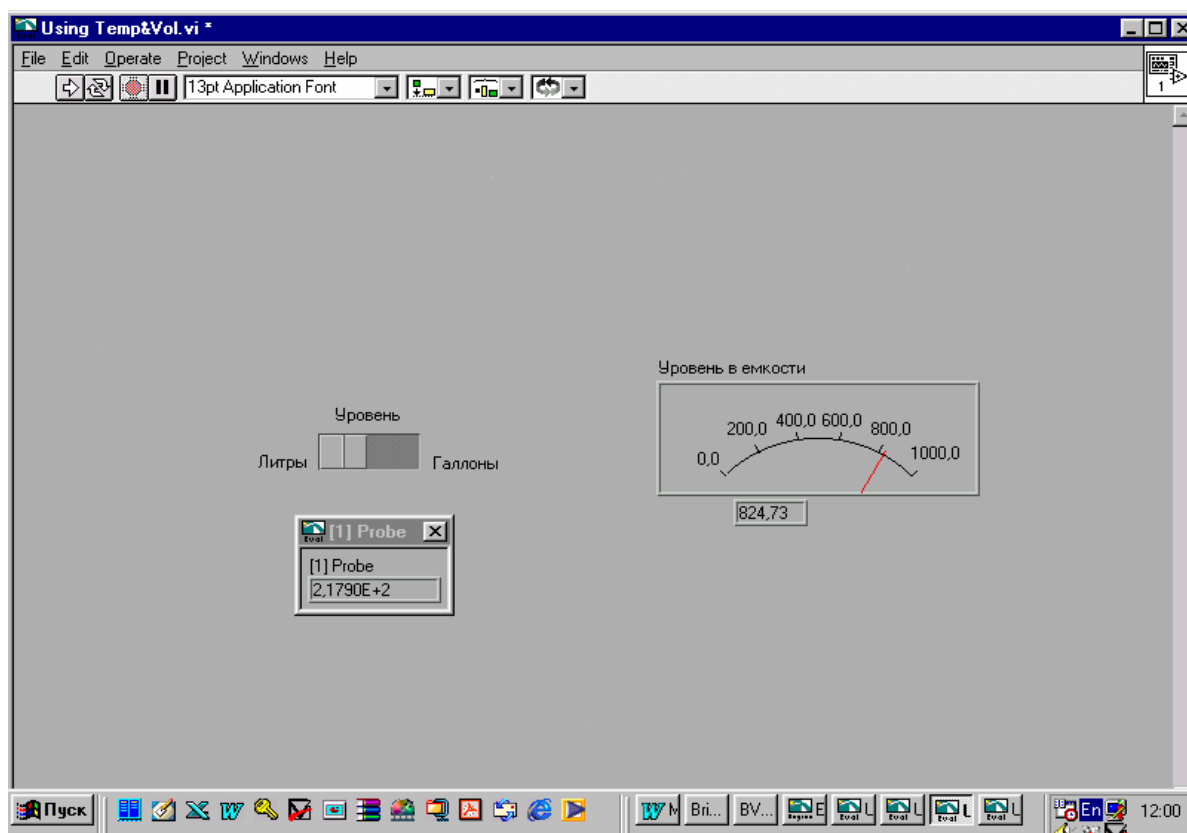 Using Temp&Vol.vi *
File Edit Operate Project Windows Help
13pt Application Font
1
Уровень в емкости
0,0 200,0 400,0 600,0 800,0 1000,0
824,73
Уровень
Литры Галлоны
[1] Probe
[1] Probe
2,1790E+2
Пуск Bri... BV... E L L L L En 12:00